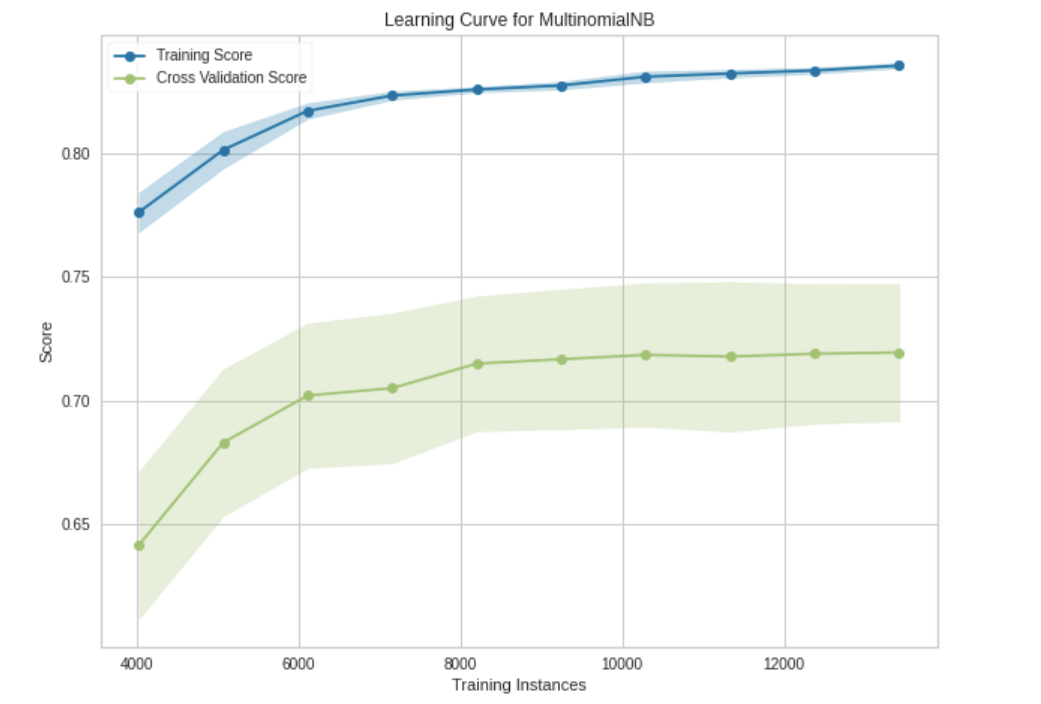 Learning Curve for MultinomialNB
Training Score
Cross Validation Score
0.80
0.75
0.70
0.65
Score
4000 6000 8000 10000 12000
Training Instances